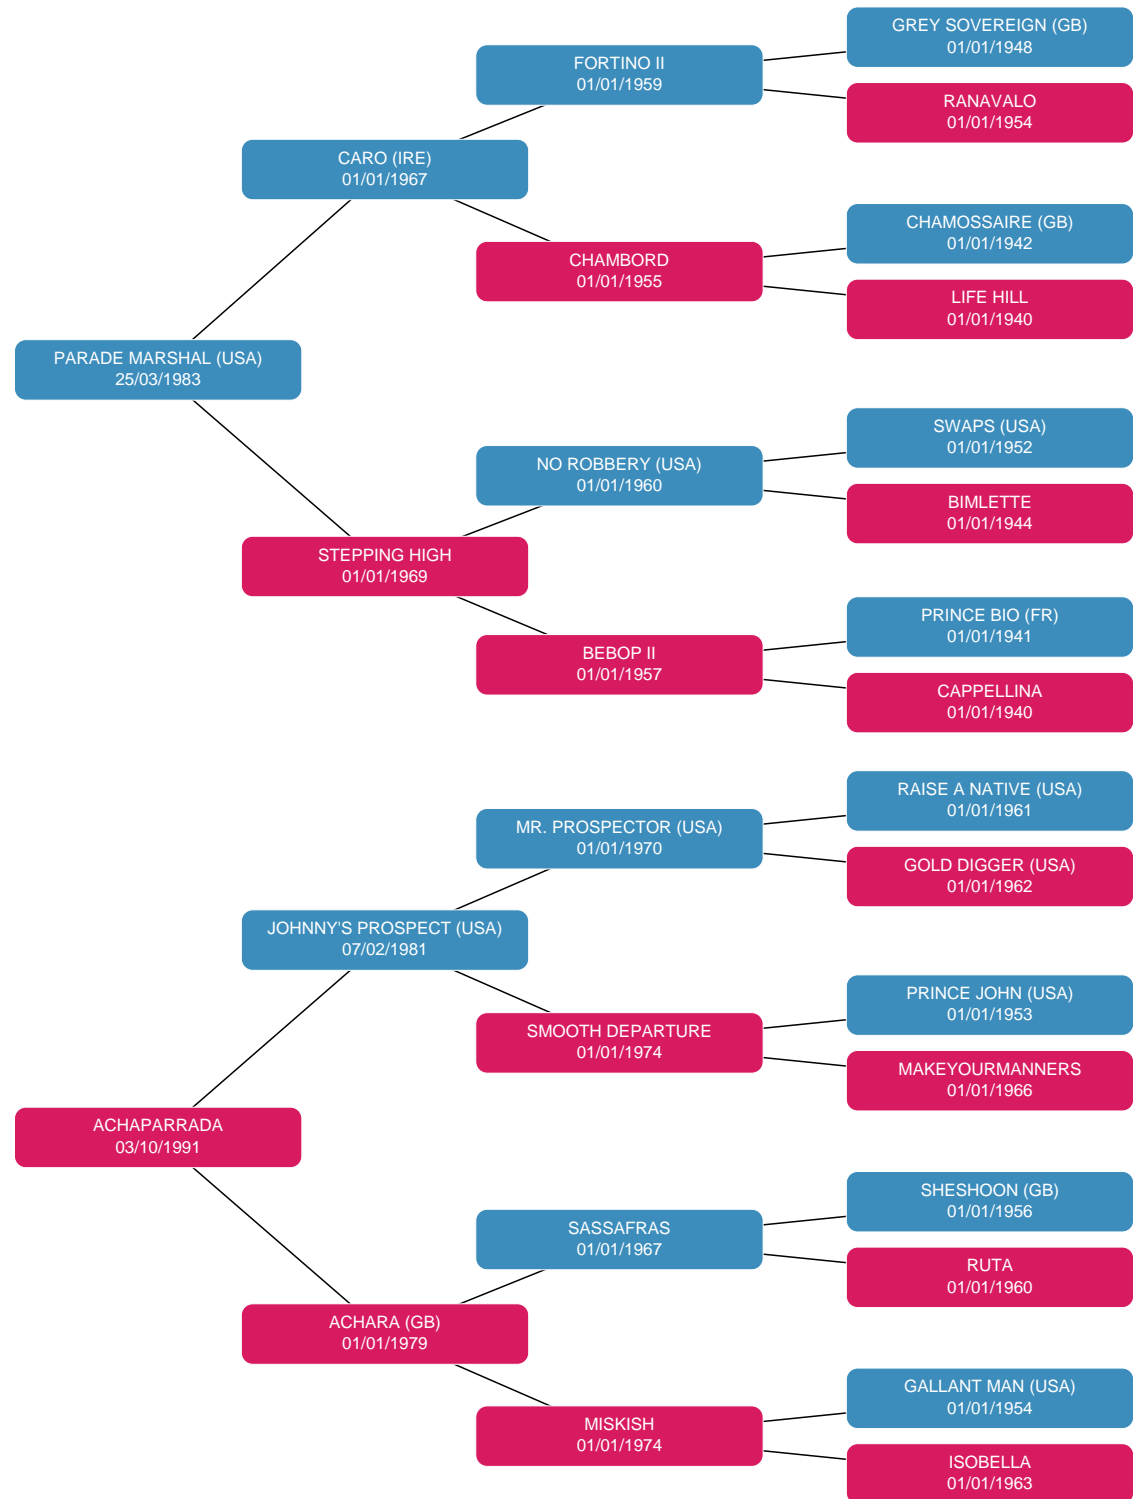 GREY SOVEREIGN (GB)
01/01/1948
FORTINO II
01/01/1959
RANAVALO
01/01/1954
CARO (IRE)
01/01/1967
CHAMOSSAIRE (GB)
01/01/1942
CHAMBORD
01/01/1955
LIFE HILL
01/01/1940
PARADE MARSHAL (USA)
25/03/1983
SWAPS (USA)
01/01/1952
NO ROBBERY (USA)
01/01/1960
BIMLETTE
01/01/1944
STEPPING HIGH
01/01/1969
PRINCE BIO (FR)
01/01/1941
BEBOP II
01/01/1957
CAPPELLINA
01/01/1940
RAISE A NATIVE (USA)
01/01/1961
MR. PROSPECTOR (USA)
01/01/1970
GOLD DIGGER (USA)
01/01/1962
JOHNNY'S PROSPECT (USA)
07/02/1981
PRINCE JOHN (USA)
01/01/1953
SMOOTH DEPARTURE
01/01/1974
MAKEYOURMANNERS
01/01/1966
ACHAPARRADA
03/10/1991
SHESHOON (GB)
01/01/1956
SASSAFRAS
01/01/1967
RUTA
01/01/1960
ACHARA (GB)
01/01/1979
GALLANT MAN (USA)
01/01/1954
MISKISH
01/01/1974
ISOBELLA
01/01/1963